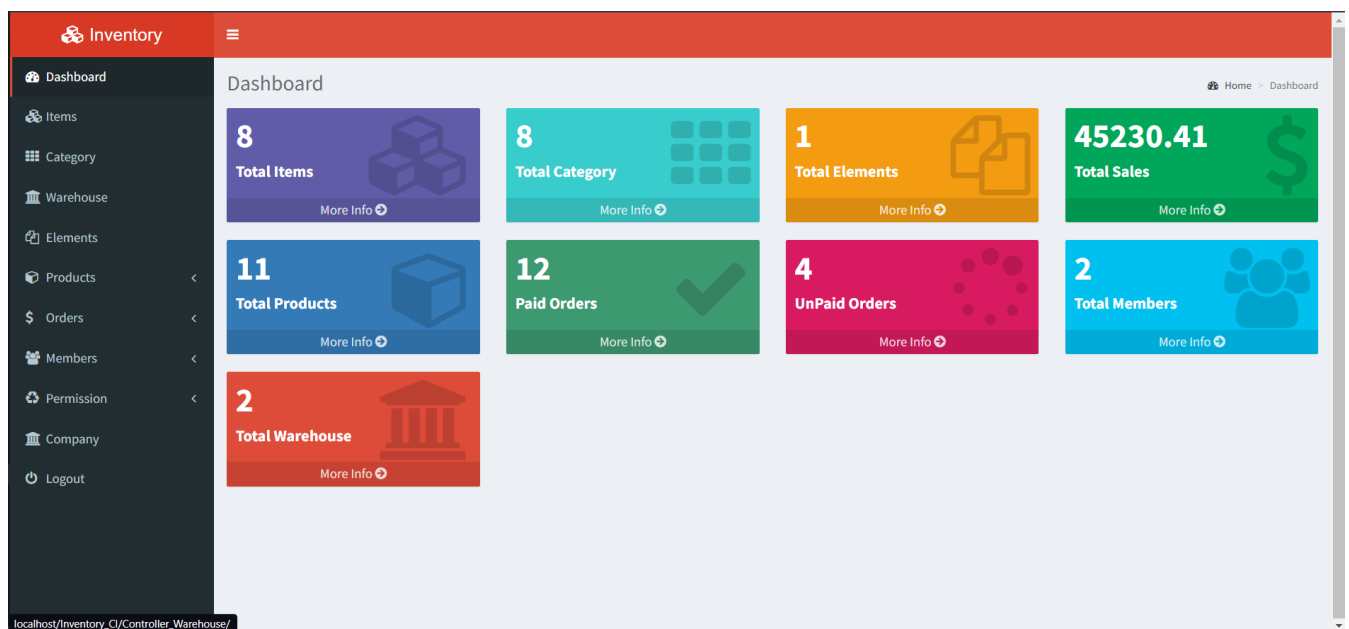 Inventory
Dashboard
Items
Category
Warehouse
Elements
Products
$ Orders
Members
Permission
Company
Logout
Dashboard
Home > Dashboard
8
Total Items
More Info
8
Total Category
More Info
1
Total Elements
More Info
45230.41
Total Sales
More Info
11
Total Products
More Info
12
Paid Orders
More Info
4
UnPaid Orders
More Info
2
Total Members
More Info
2
Total Warehouse
More Info
localhost/Inventory_CI/Controller_Warehouse/